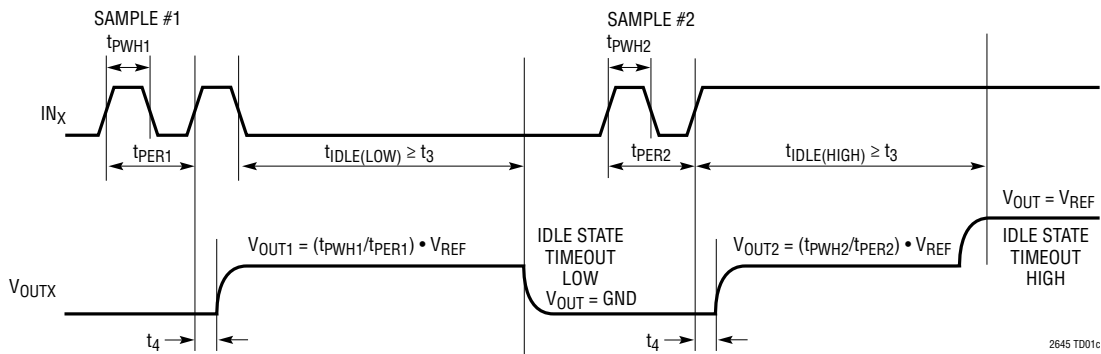 SAMPLE #1
tPWH1
SAMPLE #2
tPWH2
INX
tPER1
tIDLE(LOW) ≥ t3
tPER2
tIDLE(HIGH) ≥ t3
VOUT = VREF
VOUT1 = (tPWH1/tPER1) • VREF
IDLE STATE
TIMEOUT
LOW
VOUT = GND
VOUT2 = (tPWH2/tPER2) • VREF
IDLE STATE
TIMEOUT
HIGH
VOUTX
t4
t4
2645 TD01c